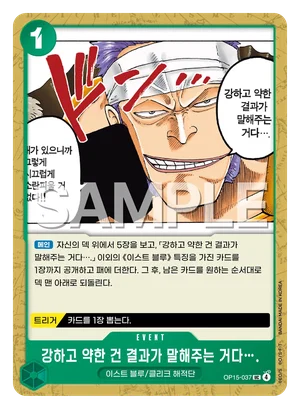 1
ドドン…
강하고 약한 건
결과가
말해주는
거다….
SAMPLE
메인 자신의 덱 위에서 5장을 보고, 「강하고 약한 건 결과가
말해주는 거다….」 이외의 《이스트 블루》 특징을 가진 카드를
1장까지 공개하고 패에 더한다. 그 후, 남은 카드를 원하는 순서대로
덱 맨 아래로 되돌린다.
트리거 카드를 1장 뽑는다.
EVENT
강하고 약한 건 결과가 말해주는 거다….
이스트 블루/클리크 해적단
OP15-037 UC 4